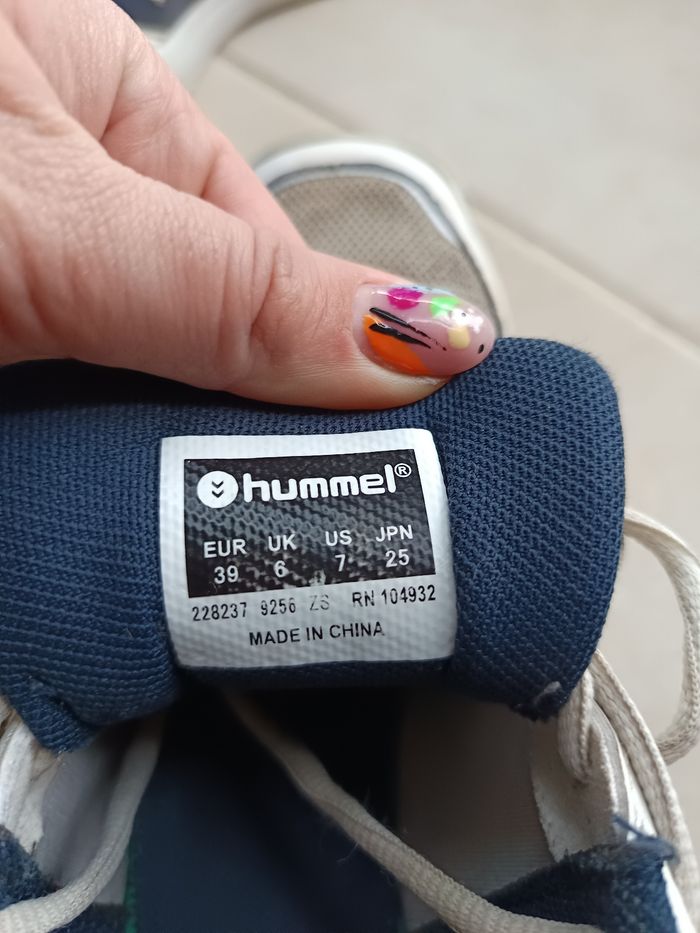 hummel®
EUR UK US JPN
39 6 7 25
228237 9256 ZS RN 104932
MADE IN CHINA